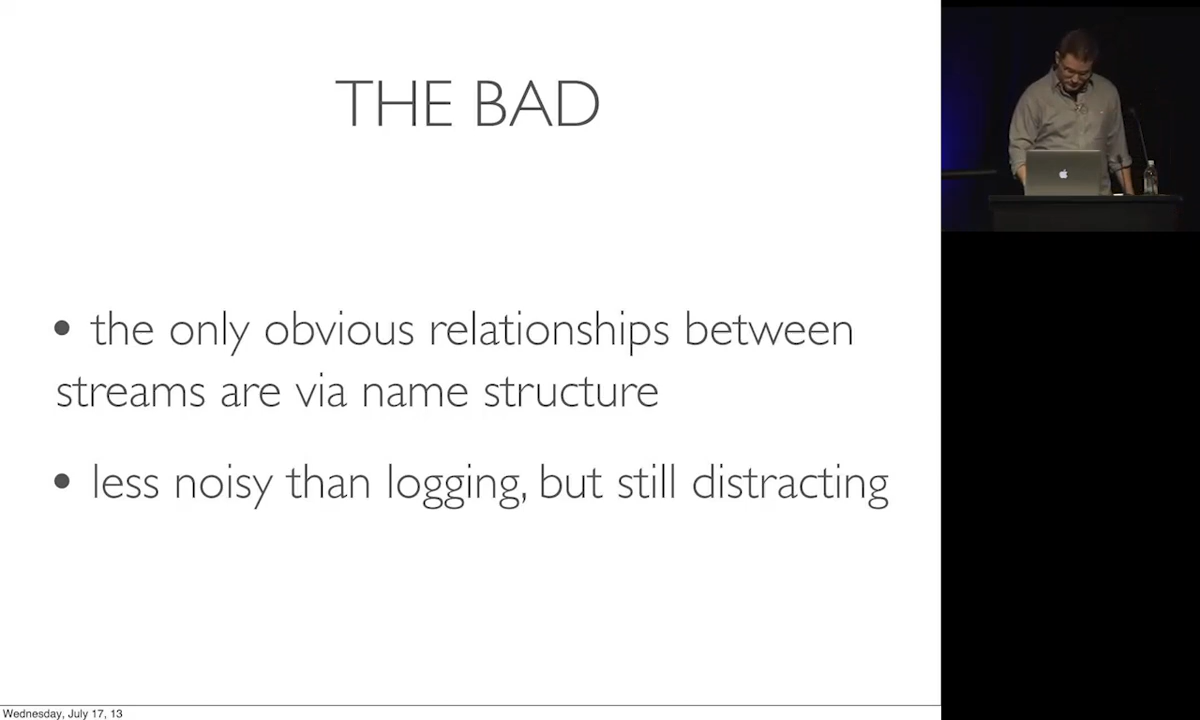 THE BAD
• the only obvious relationships between
streams are via name structure
• less noisy than logging, but still distracting
Wednesday, July 17, 13